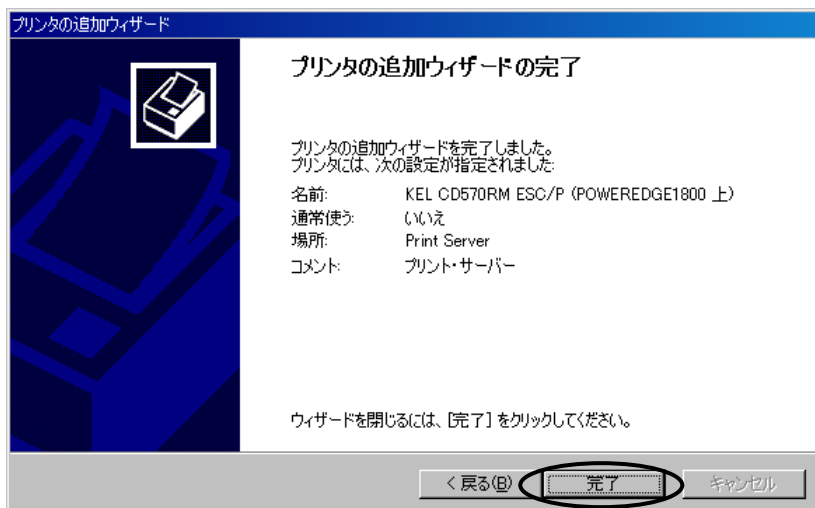 プリンタの追加ウィザード
プリンタの追加ウィザードの完了
プリンタの追加ウィザードを完了しました。
プリンタには、次の設定が指定されました:
名前: KEL CD570RM ESC/P (POWEREDGE1800 上)
通常使う: いいえ
場所: Print Server
コメント: プリント・サーバー
ウィザードを閉じるには、[完了] をクリックしてください。
< 戻る(B) 完了 キャンセル